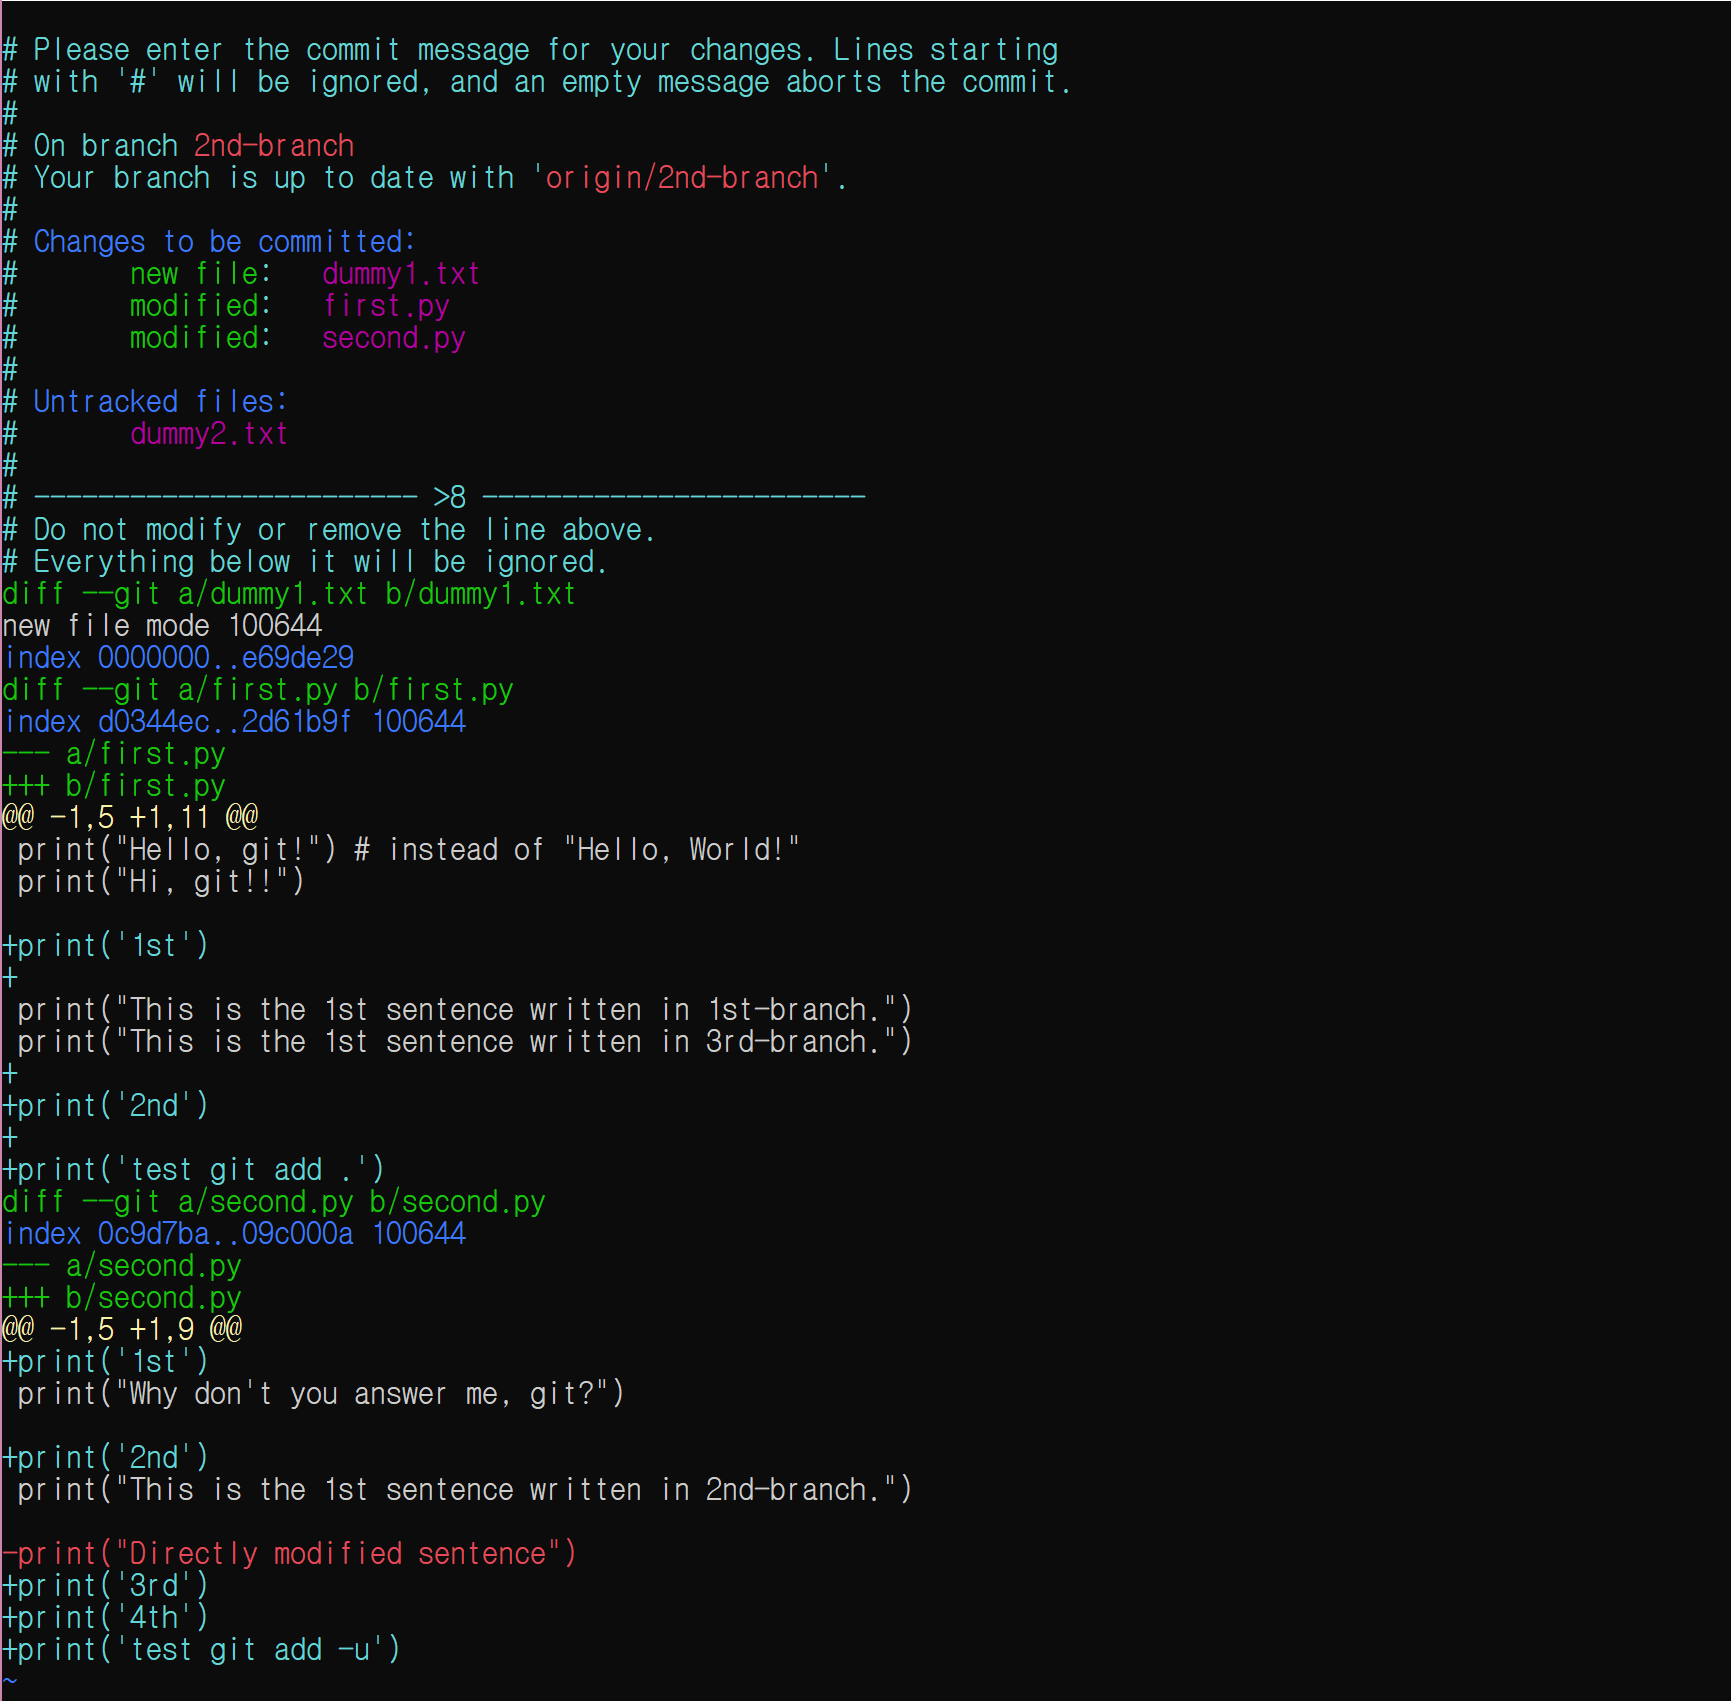 # Please enter the commit message for your changes. Lines starting
# with '#' will be ignored, and an empty message aborts the commit.
#
# On branch 2nd-branch
# Your branch is up to date with 'origin/2nd-branch'.
#
# Changes to be committed:
#       new file:   dummy1.txt
#       modified:   first.py
#       modified:   second.py
#
# Untracked files:
#       dummy2.txt
#
# ------------------------ >8 ------------------------
# Do not modify or remove the line above.
# Everything below it will be ignored.
diff --git a/dummy1.txt b/dummy1.txt
new file mode 100644
index 0000000..e69de29
diff --git a/first.py b/first.py
index d0344ec..2d61b9f 100644
--- a/first.py
+++ b/first.py
@@ -1,5 +1,11 @@
 print("Hello, git!") # instead of "Hello, World!"
 print("Hi, git!!")

+print('1st')
+
 print("This is the 1st sentence written in 1st-branch.")
 print("This is the 1st sentence written in 3rd-branch.")
+
+print('2nd')
+
+print('test git add .')
diff --git a/second.py b/second.py
index 0c9d7ba..09c000a 100644
--- a/second.py
+++ b/second.py
@@ -1,5 +1,9 @@
+print('1st')
 print("Why don't you answer me, git?")

+print('2nd')
 print("This is the 1st sentence written in 2nd-branch.")

-print("Directly modified sentence")
+print('3rd')
+print('4th')
+print('test git add -u')
~